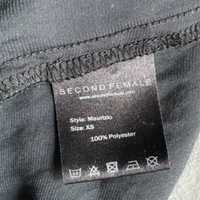 SECOND FEMALE
www.secondfemale.com
Style: Maurizio
Size: XS
100% Polyester